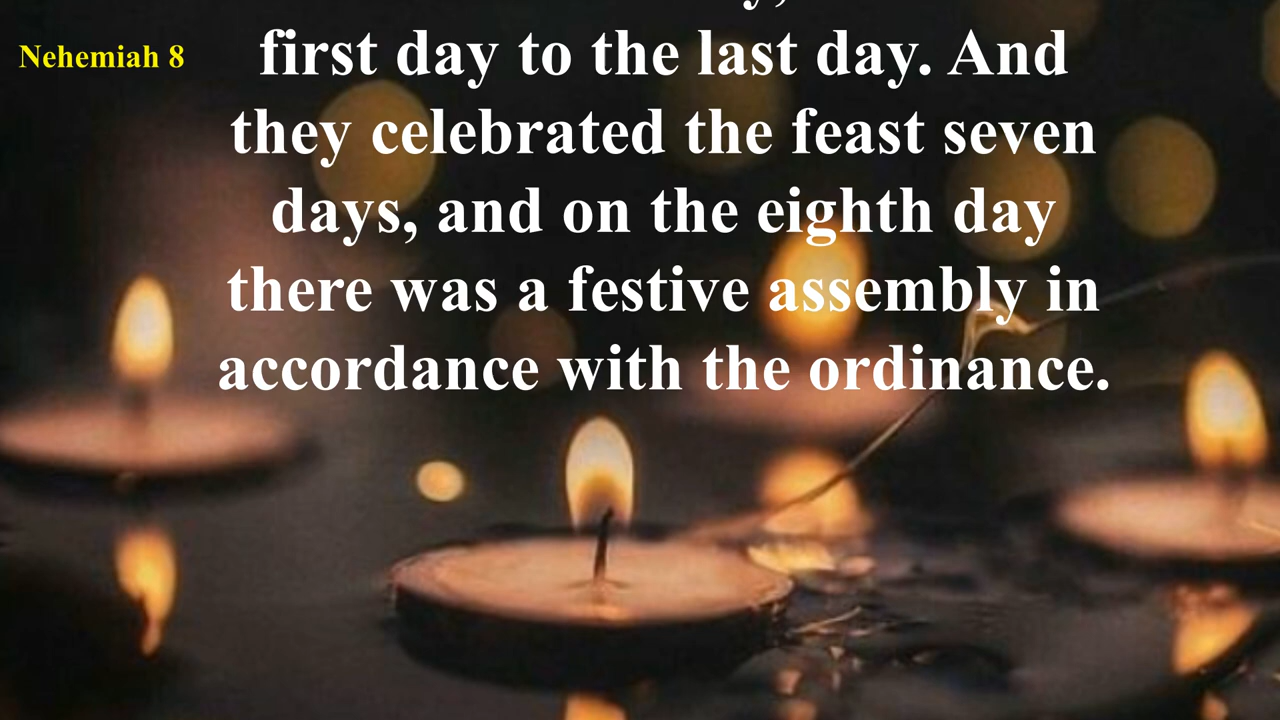 Nehemiah 8
first day to the last day. And
they celebrated the feast seven
days, and on the eighth day
there was a festive assembly in
accordance with the ordinance.